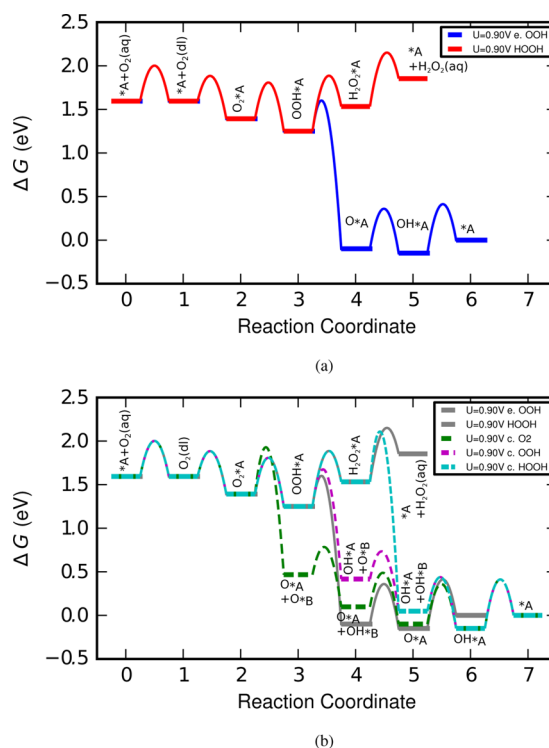 2.5
2.0
1.5
1.0
0.5
0.0
−0.5
Δ G (eV)
*A+O₂(aq)
*A+O₂(dl)
O₂*A
OOH*A
H₂O₂*A
*A
+H₂O₂(aq)
O*A
OH*A
*A
U=0.90V e. OOH
U=0.90V HOOH
0 1 2 3 4 5 6 7
Reaction Coordinate
(a)
2.5
2.0
1.5
1.0
0.5
0.0
−0.5
Δ G (eV)
*A+O₂(aq)
O₂(dl)
O₂*A
OOH*A
H₂O₂*A
*A
+H₂O₂(aq)
O*A
+O*B
OH*A
+O*B
O*A
+OH*B
OH*A
+OH*B
O*A
OH*A
*A
U=0.90V e. OOH
U=0.90V HOOH
U=0.90V c. O2
U=0.90V c. OOH
U=0.90V c. HOOH
0 1 2 3 4 5 6 7
Reaction Coordinate
(b)